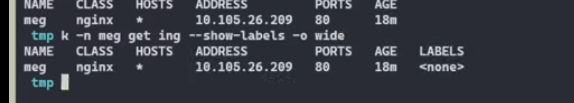 NAME CLASS HOSTS ADDRESS PORTS AGE
meg nginx * 10.105.26.209 80 18m
tmp k -n meg get ing --show-labels -o wide
NAME CLASS HOSTS ADDRESS PORTS AGE LABELS
meg nginx * 10.105.26.209 80 18m <none>
tmp